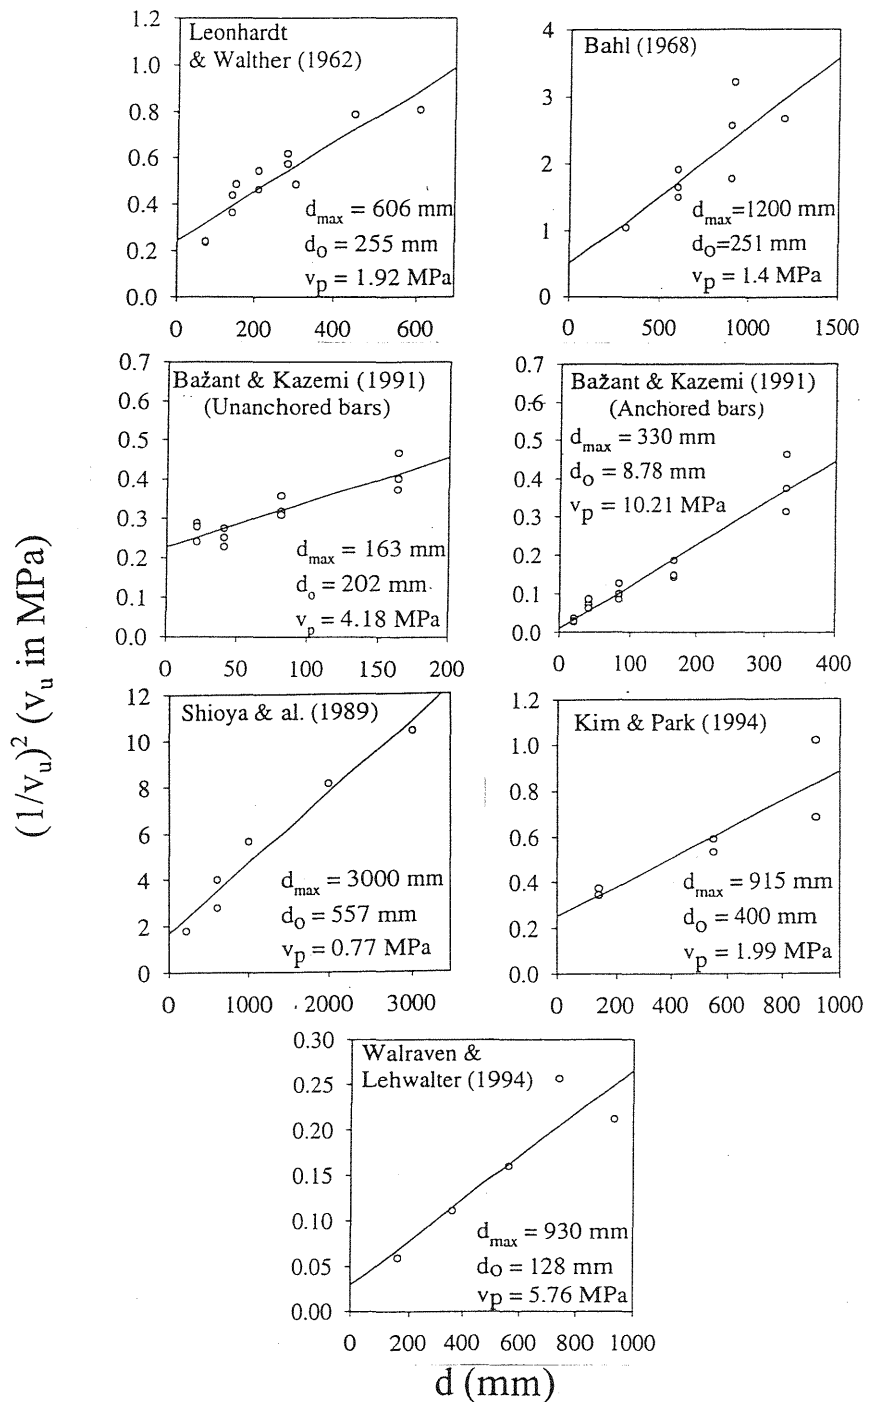 (1/vᵤ)² (vᵤ in MPa)
Leonhardt
& Walther (1962)
1.2
1.0
0.8
0.6
0.4
0.2
0.0
d_max = 606 mm
d_o = 255 mm
v_p = 1.92 MPa
0 200 400 600
Bahl (1968)
4
3
2
1
0
d_max=1200 mm
d_o=251 mm
v_p = 1.4 MPa
0 500 1000 1500
Bažant & Kazemi (1991)
(Unanchored bars)
0.7
0.6
0.5
0.4
0.3
0.2
0.1
0.0
d_max = 163 mm
d_o = 202 mm
v_p = 4.18 MPa
0 50 100 150 200
Bažant & Kazemi (1991)
(Anchored bars)
0.7
0.6
0.5
0.4
0.3
0.2
0.1
0.0
d_max = 330 mm
d_o = 8.78 mm
v_p = 10.21 MPa
0 100 200 300 400
Shioya & al. (1989)
12
10
8
6
4
2
0
d_max = 3000 mm
d_o = 557 mm
v_p = 0.77 MPa
0 1000 2000 3000
Kim & Park (1994)
1.2
1.0
0.8
0.6
0.4
0.2
0.0
d_max = 915 mm
d_o = 400 mm
v_p = 1.99 MPa
0 200 400 600 800 1000
Walraven &
Lehwalter (1994)
0.30
0.25
0.20
0.15
0.10
0.05
0.00
d_max = 930 mm
d_o = 128 mm
v_p = 5.76 MPa
0 200 400 600 800 1000
d (mm)